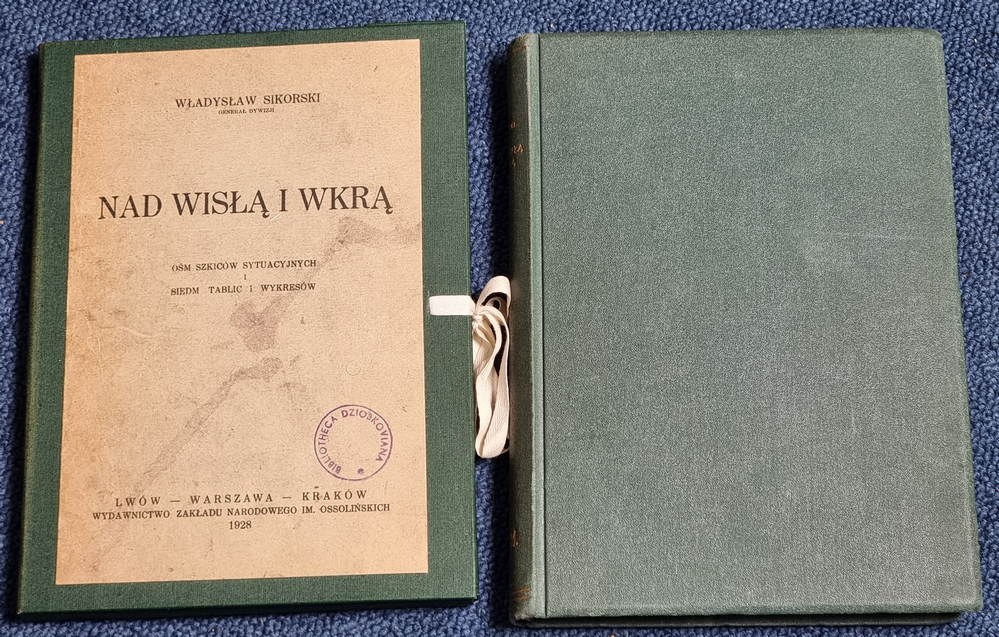 WŁADYSŁAW SIKORSKI
GENERAŁ DYWIZJI
NAD WISŁĄ I WKRĄ
OŚM SZKICÓW SYTUACYJNYCH
I
SIEDM TABLIC I WYKRESÓW
BIBLIOTHECA DZIOBKOVIANA
LWÓW — WARSZAWA — KRAKÓW
WYDAWNICTWO ZAKŁADU NARODOWEGO IM. OSSOLIŃSKICH
1928